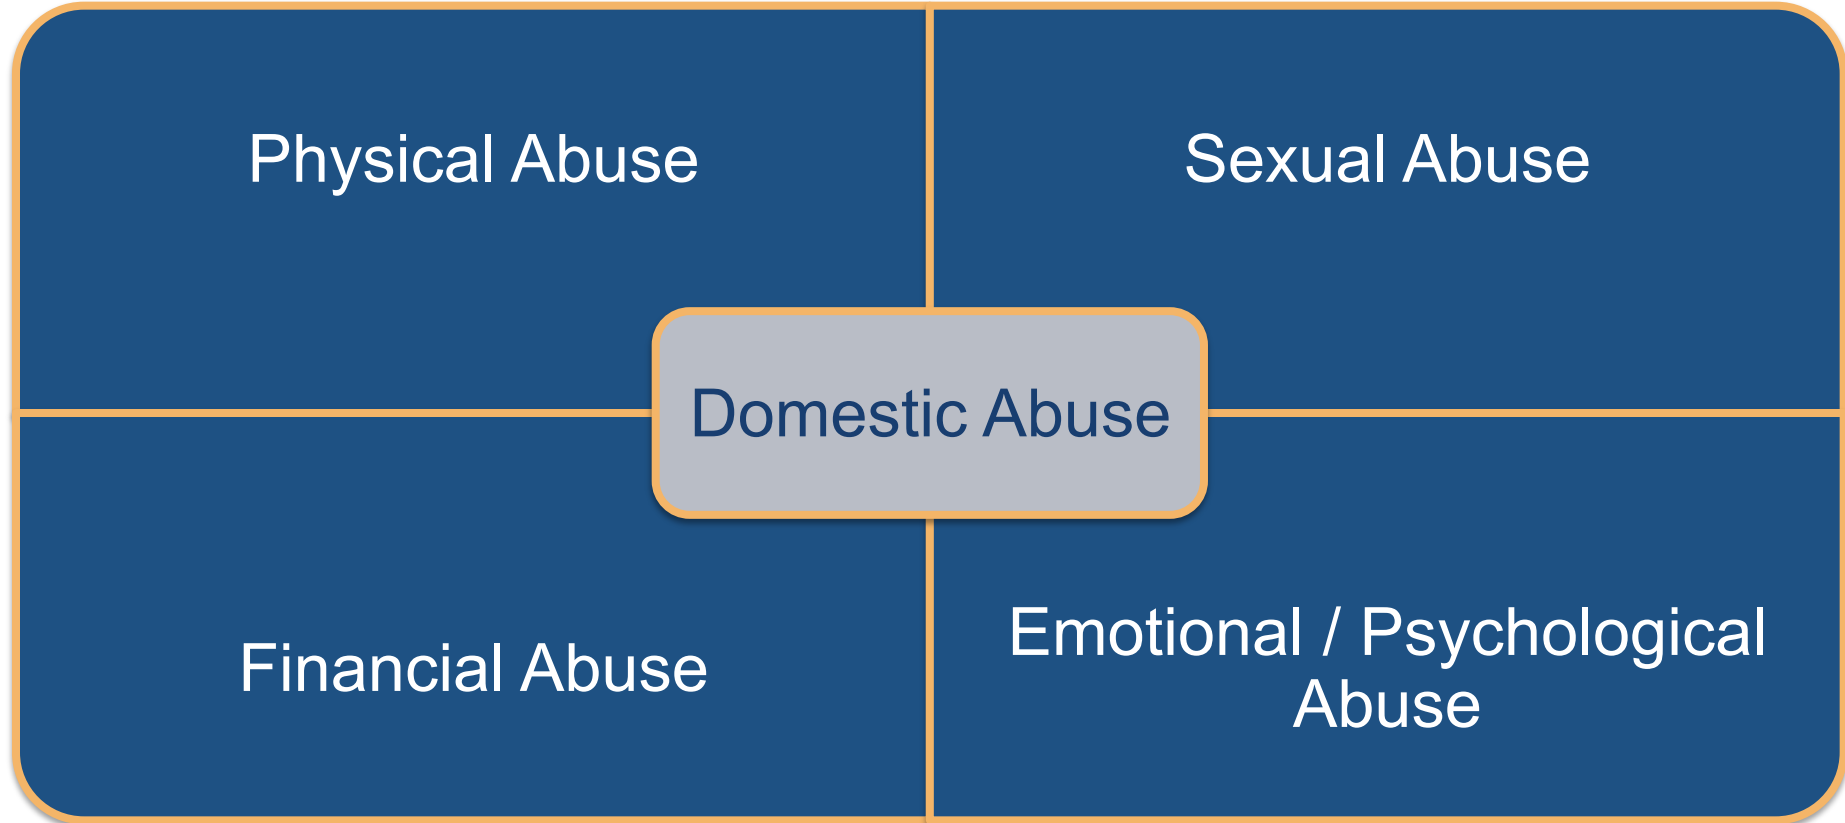 Physical Abuse
Sexual Abuse
Domestic Abuse
Financial Abuse
Emotional / Psychological
Abuse